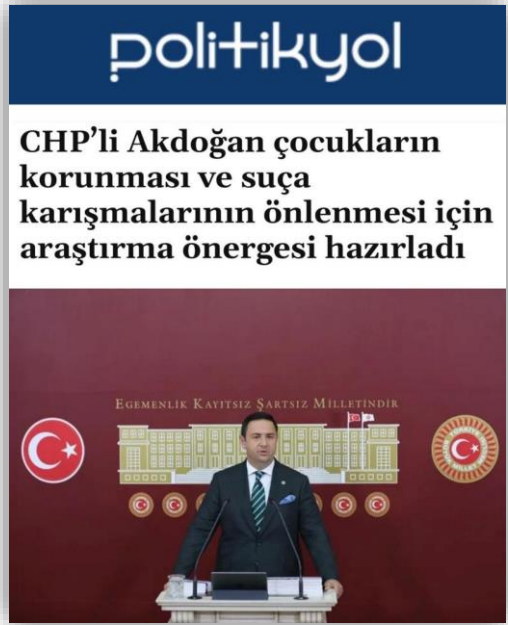 politikyol
CHP’li Akdoğan çocukların
korunması ve suça
karışmalarının önlenmesi için
araştırma önergesi hazırladı
EGEMENLİK KAYITSIZ ŞARTSIZ MİLLETİNDİR